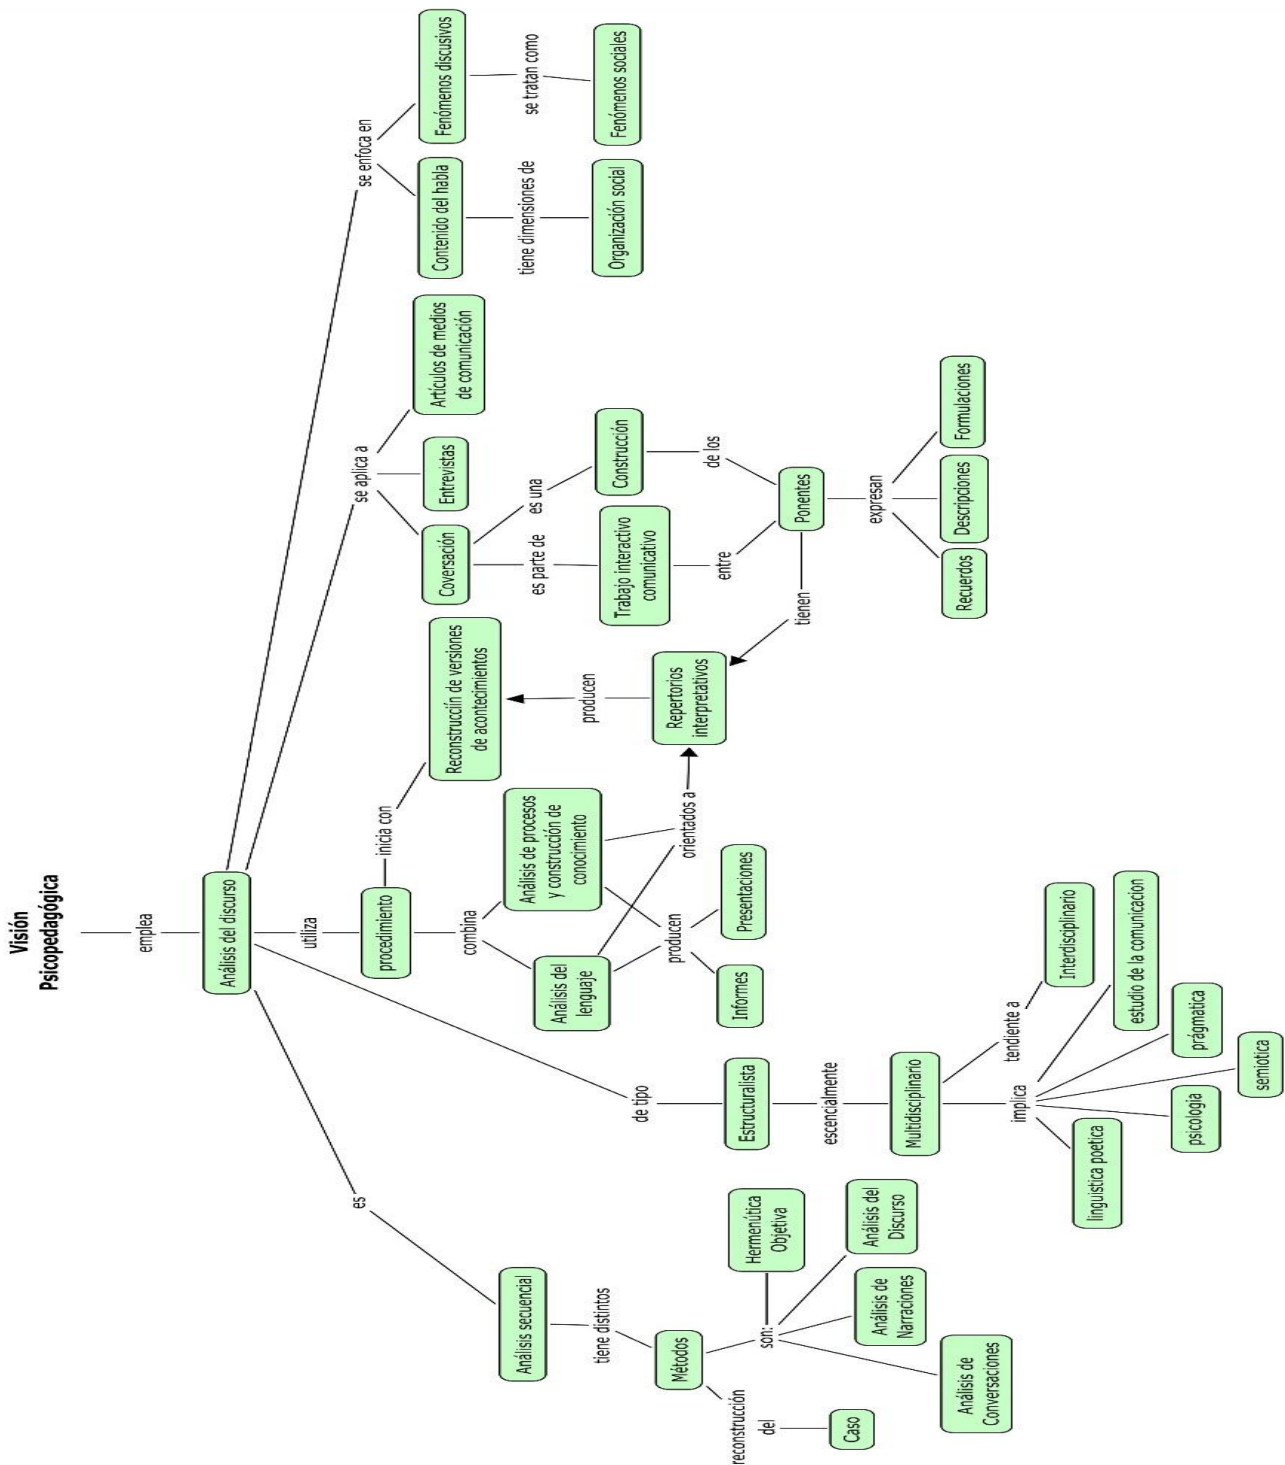 Visión
Psicopedagógica
emplea
Análisis del discurso
es
Análisis secuencial
tiene distintos
Métodos
reconstrucción
del
Caso
son:
Análisis de
Conversaciones
Análisis de
Narraciones
Análisis del
Discurso
Hermenútica
Objetiva
de tipo
Estructuralista
escencialmente
Multidisciplinario
implica
linguistica poetica
psicologia
semiotica
prágmatica
estudio de la comunicacion
tendiente a
Interdisciplinario
utiliza
procedimiento
combina
Análisis del
lenguaje
Análisis de procesos
y construcción de
conocimiento
producen
Informes
Presentaciones
orientados a
Repertorios
interpretativos
producen
inicia con
Reconstrucciín de versiones
de acontecimientos
se aplica a
Coversación
Entrevistas
Artículos de medios
de comunicación
es parte de
Trabajo interactivo
comunicativo
entre
es una
Construcción
de los
Ponentes
tienen
expresan
Recuerdos
Descripciones
Formulaciones
se enfoca en
Contenido del habla
tiene dimensiones de
Organización social
Fenómenos discusivos
se tratan como
Fenómenos sociales